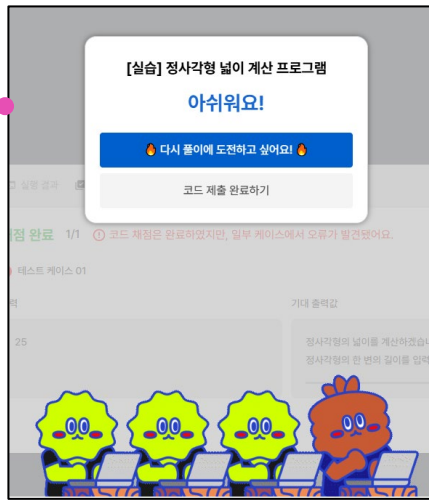 [실습] 정사각형 넓이 계산 프로그램
아쉬워요!
🔥 다시 풀이에 도전하고 싶어요! 🔥
코드 제출 완료하기
실행 결과
채점 완료 1/1 코드 채점은 완료하였지만, 일부 케이스에서 오류가 발견됐어요.
테스트 케이스 01
기대 출력값
25
정사각형의 넓이를 계산하겠습니
정사각형의 한 변의 길이를 입력